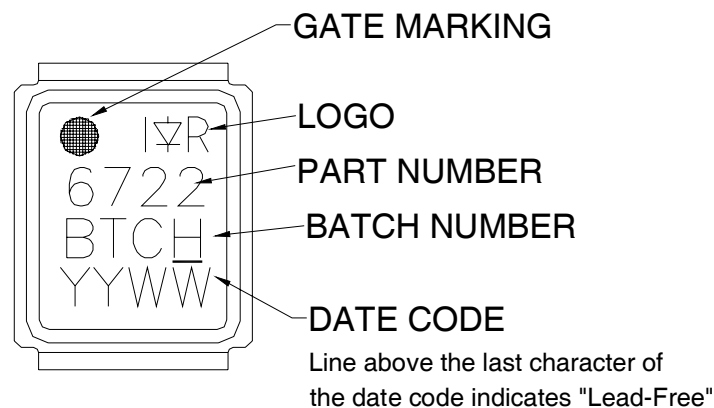 GATE MARKING
I R LOGO
6722 PART NUMBER
BTCH BATCH NUMBER
YYWW
DATE CODE
Line above the last character of
the date code indicates "Lead-Free"